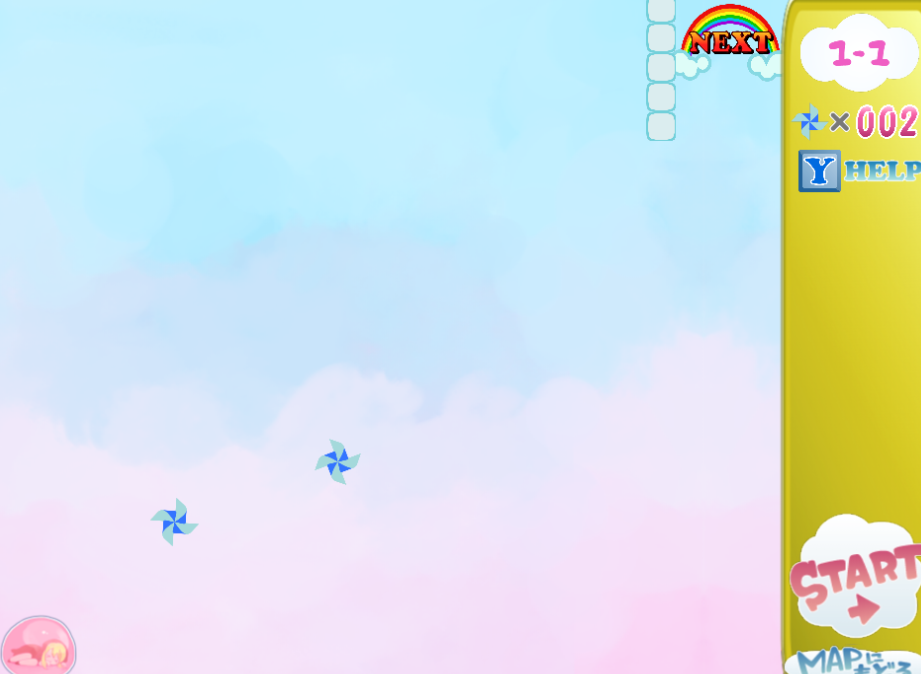 NEXT
1-1
×002
Y HELP
START
MAPに
もどる